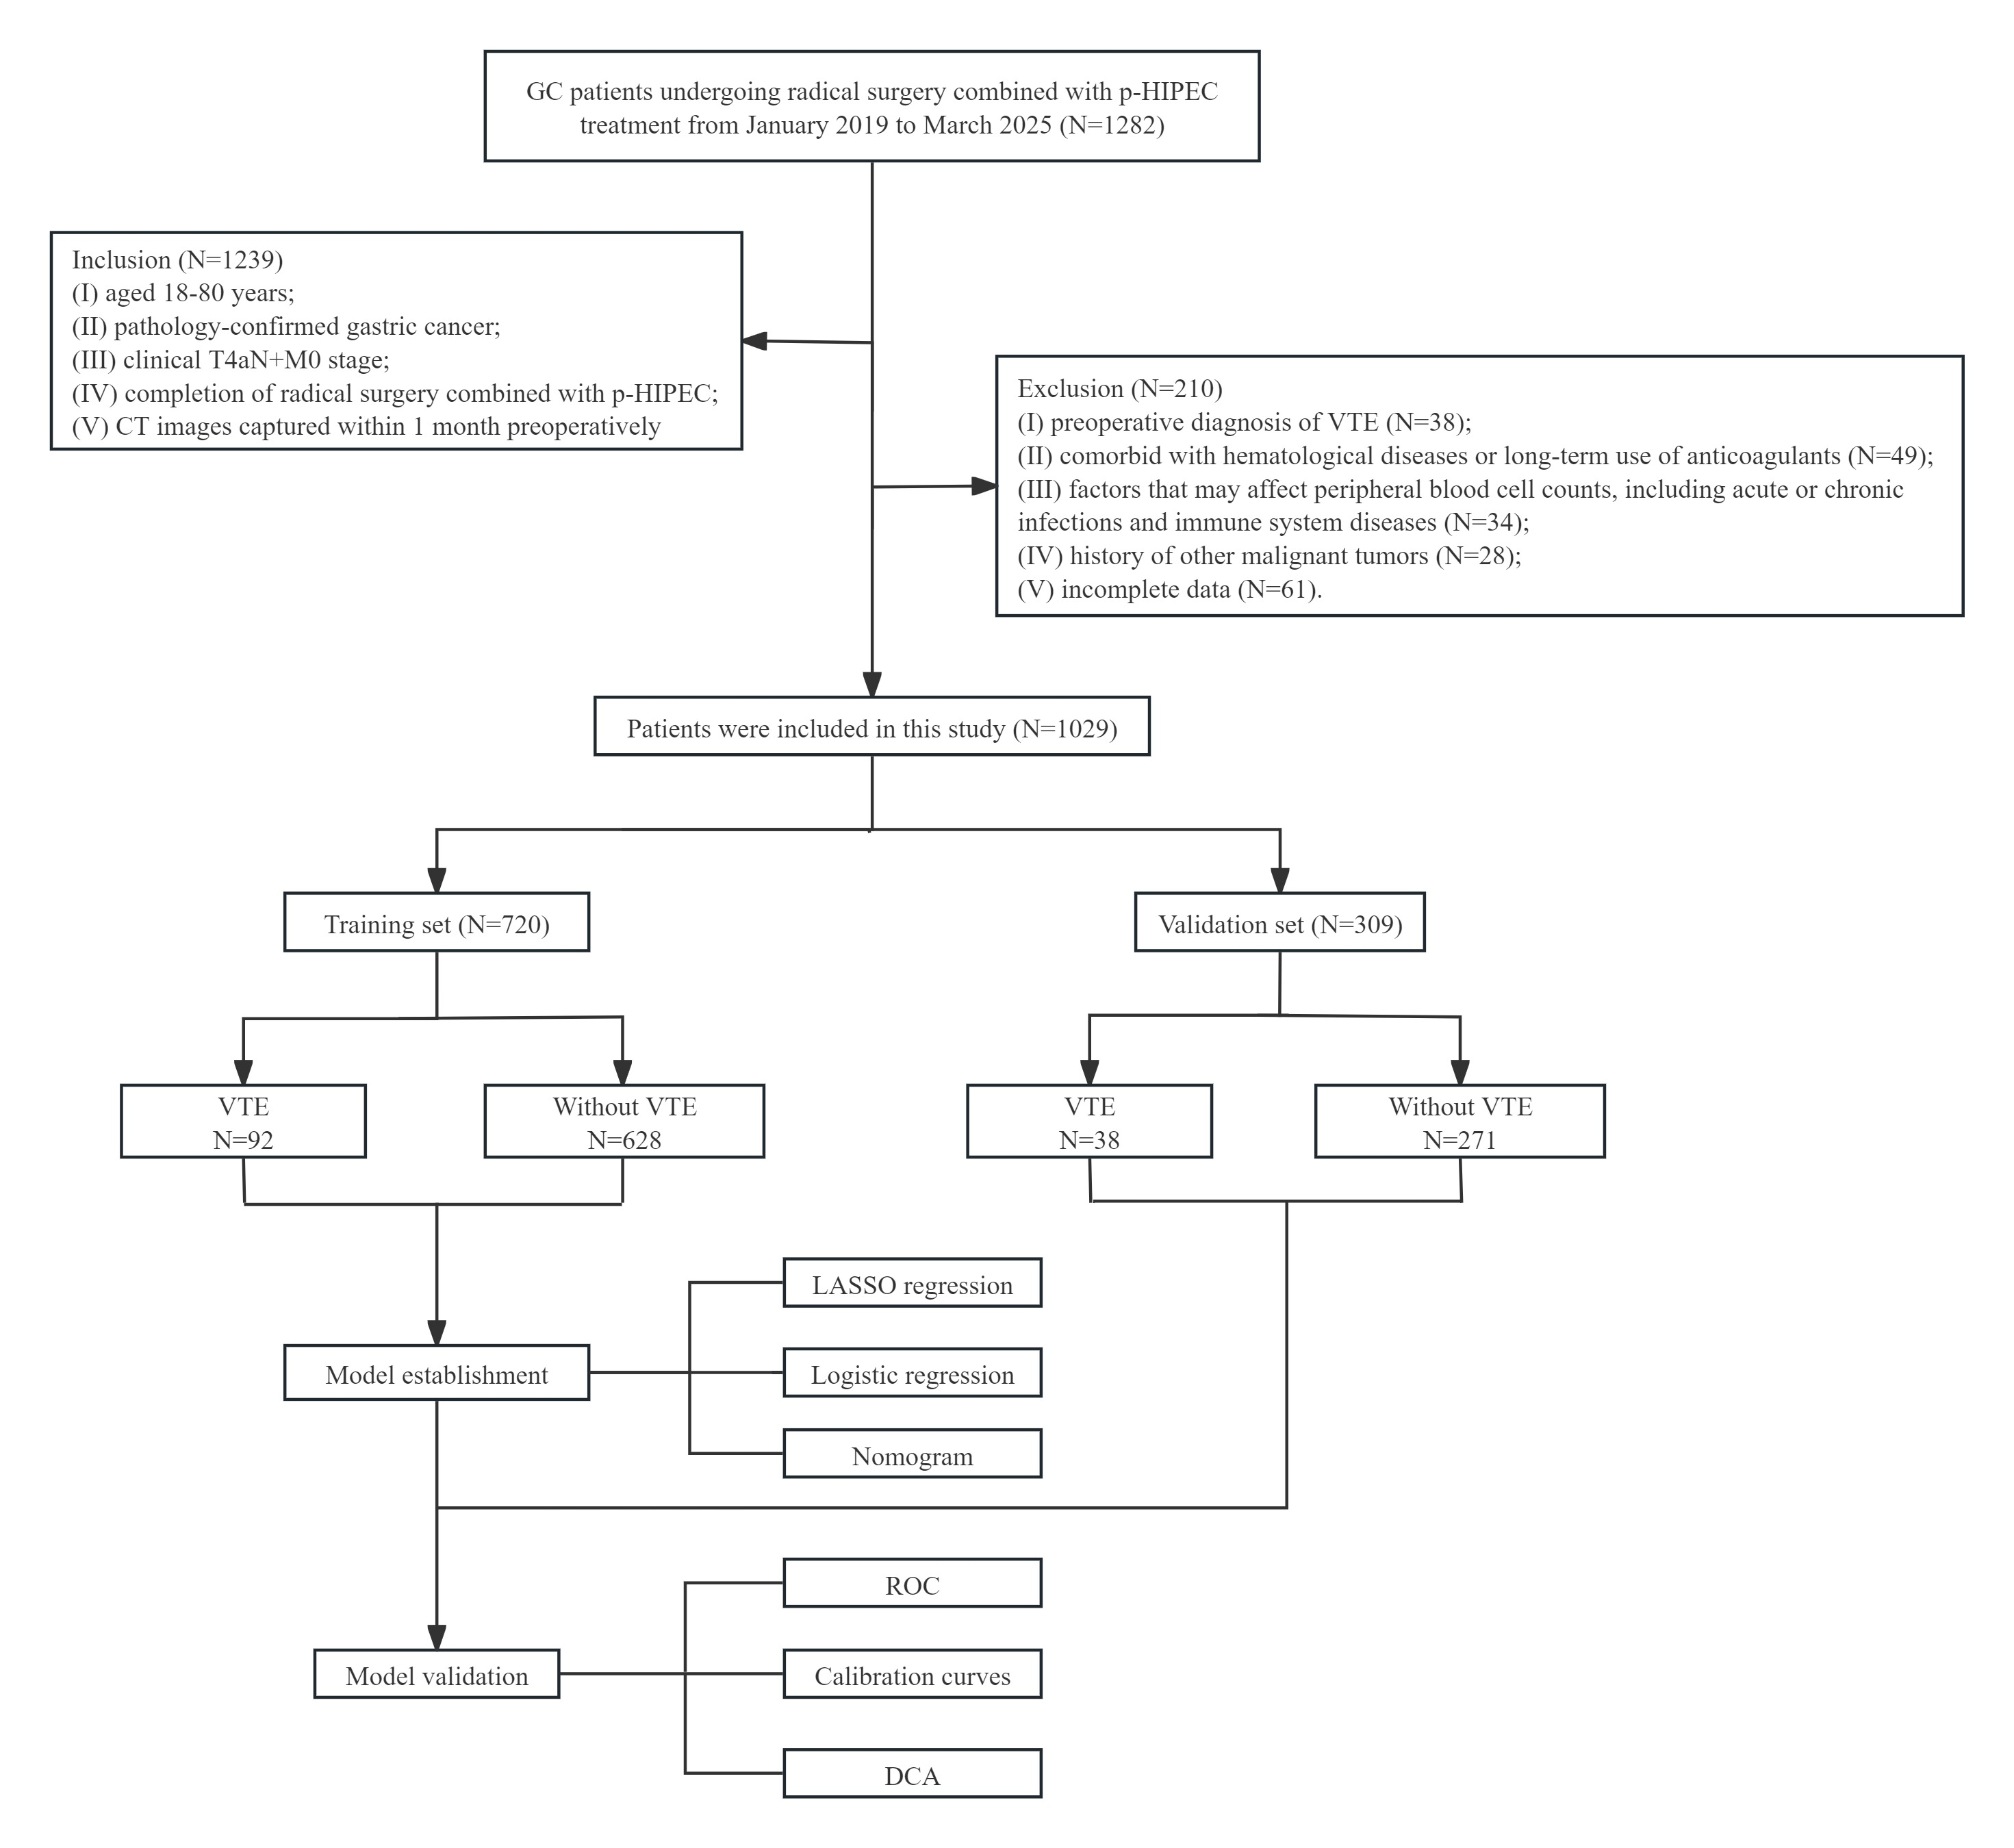 GC patients undergoing radical surgery combined with p-HIPEC
treatment from January 2019 to March 2025 (N=1282)
Inclusion (N=1239)
(I) aged 18-80 years;
(II) pathology-confirmed gastric cancer;
(III) clinical T4aN+M0 stage;
(IV) completion of radical surgery combined with p-HIPEC;
(V) CT images captured within 1 month preoperatively
Exclusion (N=210)
(I) preoperative diagnosis of VTE (N=38);
(II) comorbid with hematological diseases or long-term use of anticoagulants (N=49);
(III) factors that may affect peripheral blood cell counts, including acute or chronic
infections and immune system diseases (N=34);
(IV) history of other malignant tumors (N=28);
(V) incomplete data (N=61).
Patients were included in this study (N=1029)
Training set (N=720)
Validation set (N=309)
VTE
N=92
Without VTE
N=628
VTE
N=38
Without VTE
N=271
LASSO regression
Model establishment
Logistic regression
Nomogram
ROC
Model validation
Calibration curves
DCA